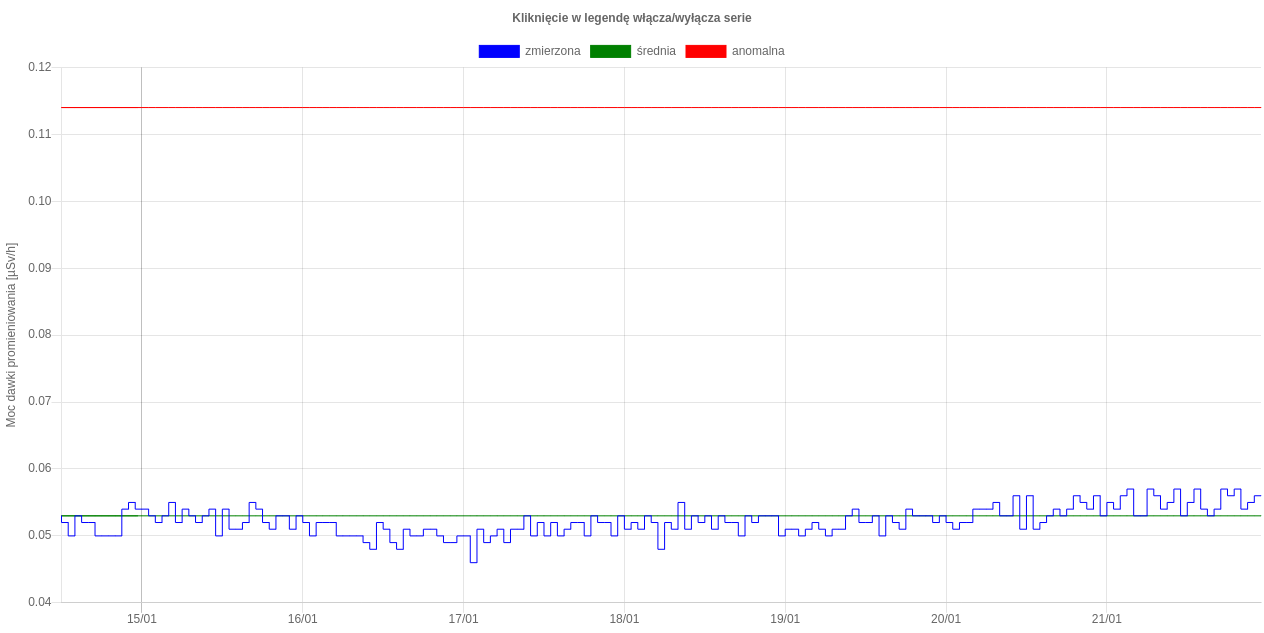 Kliknięcie w legendę włącza/wyłącza serie
zmierzona średnia anomalna
Moc dawki promieniowania [µSv/h]
0.12
0.11
0.10
0.09
0.08
0.07
0.06
0.05
0.04
15/01 16/01 17/01 18/01 19/01 20/01 21/01